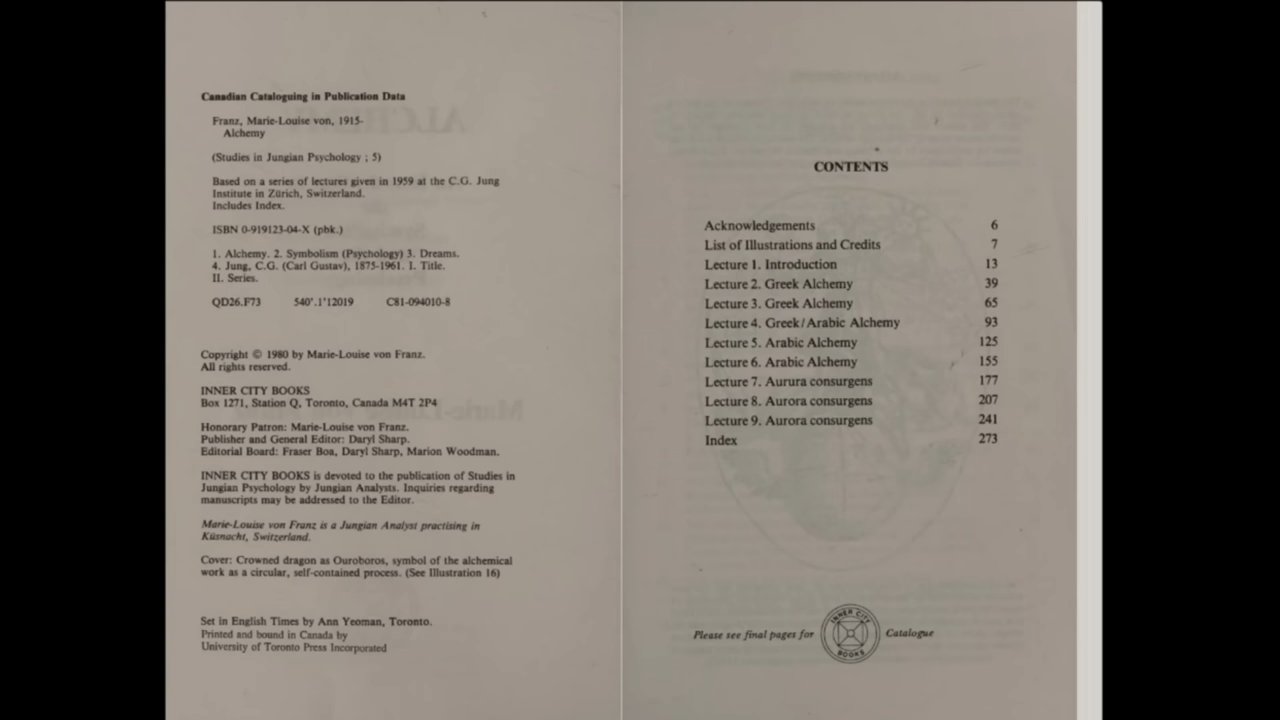 Canadian Cataloguing in Publication Data
Franz, Marie-Louise von, 1915-
Alchemy
(Studies in Jungian Psychology ; 5)
Based on a series of lectures given in 1959 at the C.G. Jung
Institute in Zürich, Switzerland.
Includes Index.
ISBN 0-919123-04-X (pbk.)
1. Alchemy. 2. Symbolism (Psychology) 3. Dreams.
4. Jung, C.G. (Carl Gustav), 1875-1961. I. Title.
II. Series.
QD26.F73 540'.1'12019 C81-094010-8
Copyright © 1980 by Marie-Louise von Franz.
All rights reserved.
INNER CITY BOOKS
Box 1271, Station Q, Toronto, Canada M4T 2P4
Honorary Patron: Marie-Louise von Franz.
Publisher and General Editor: Daryl Sharp.
Editorial Board: Fraser Boa, Daryl Sharp, Marion Woodman.
INNER CITY BOOKS is devoted to the publication of Studies in
Jungian Psychology by Jungian Analysts. Inquiries regarding
manuscripts may be addressed to the Editor.
Marie-Louise von Franz is a Jungian Analyst practising in
Küsnacht, Switzerland.
Cover: Crowned dragon as Ouroboros, symbol of the alchemical
work as a circular, self-contained process. (See Illustration 16)
Set in English Times by Ann Yeoman, Toronto.
Printed and bound in Canada by
University of Toronto Press Incorporated
CONTENTS
Acknowledgements 6
List of Illustrations and Credits 7
Lecture 1. Introduction 13
Lecture 2. Greek Alchemy 39
Lecture 3. Greek Alchemy 65
Lecture 4. Greek/Arabic Alchemy 93
Lecture 5. Arabic Alchemy 125
Lecture 6. Arabic Alchemy 155
Lecture 7. Aurura consurgens 177
Lecture 8. Aurora consurgens 207
Lecture 9. Aurora consurgens 241
Index 273
Please see final pages for INNER CITY BOOKS Catalogue